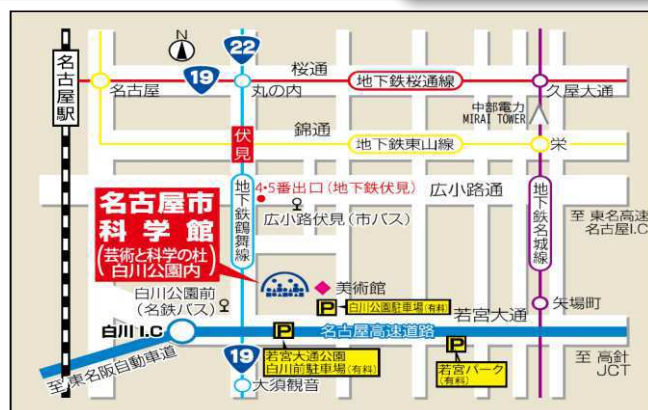 N
22
19
桜通
名古屋駅
名古屋
丸の内
地下鉄桜通線
久屋大通
中部電力
MIRAI TOWER
錦通
伏見
地下鉄東山線
栄
4・5番出口(地下鉄伏見)
広小路通
広小路伏見(市バス)
地下鉄鶴舞線
地下鉄名城線
至 東名高速
名古屋I.C
名古屋市
科学館
(芸術と科学の杜
白川公園内)
白川公園前
(名鉄バス)
美術館
P
白川公園駐車場(有料)
若宮大通
矢場町
白川 I.C
P
名古屋高速道路
P
若宮大通公園
白川前駐車場(有料)
若宮パーク
(有料)
至 高針
JCT
至 東名阪自動車道
19
大須観音